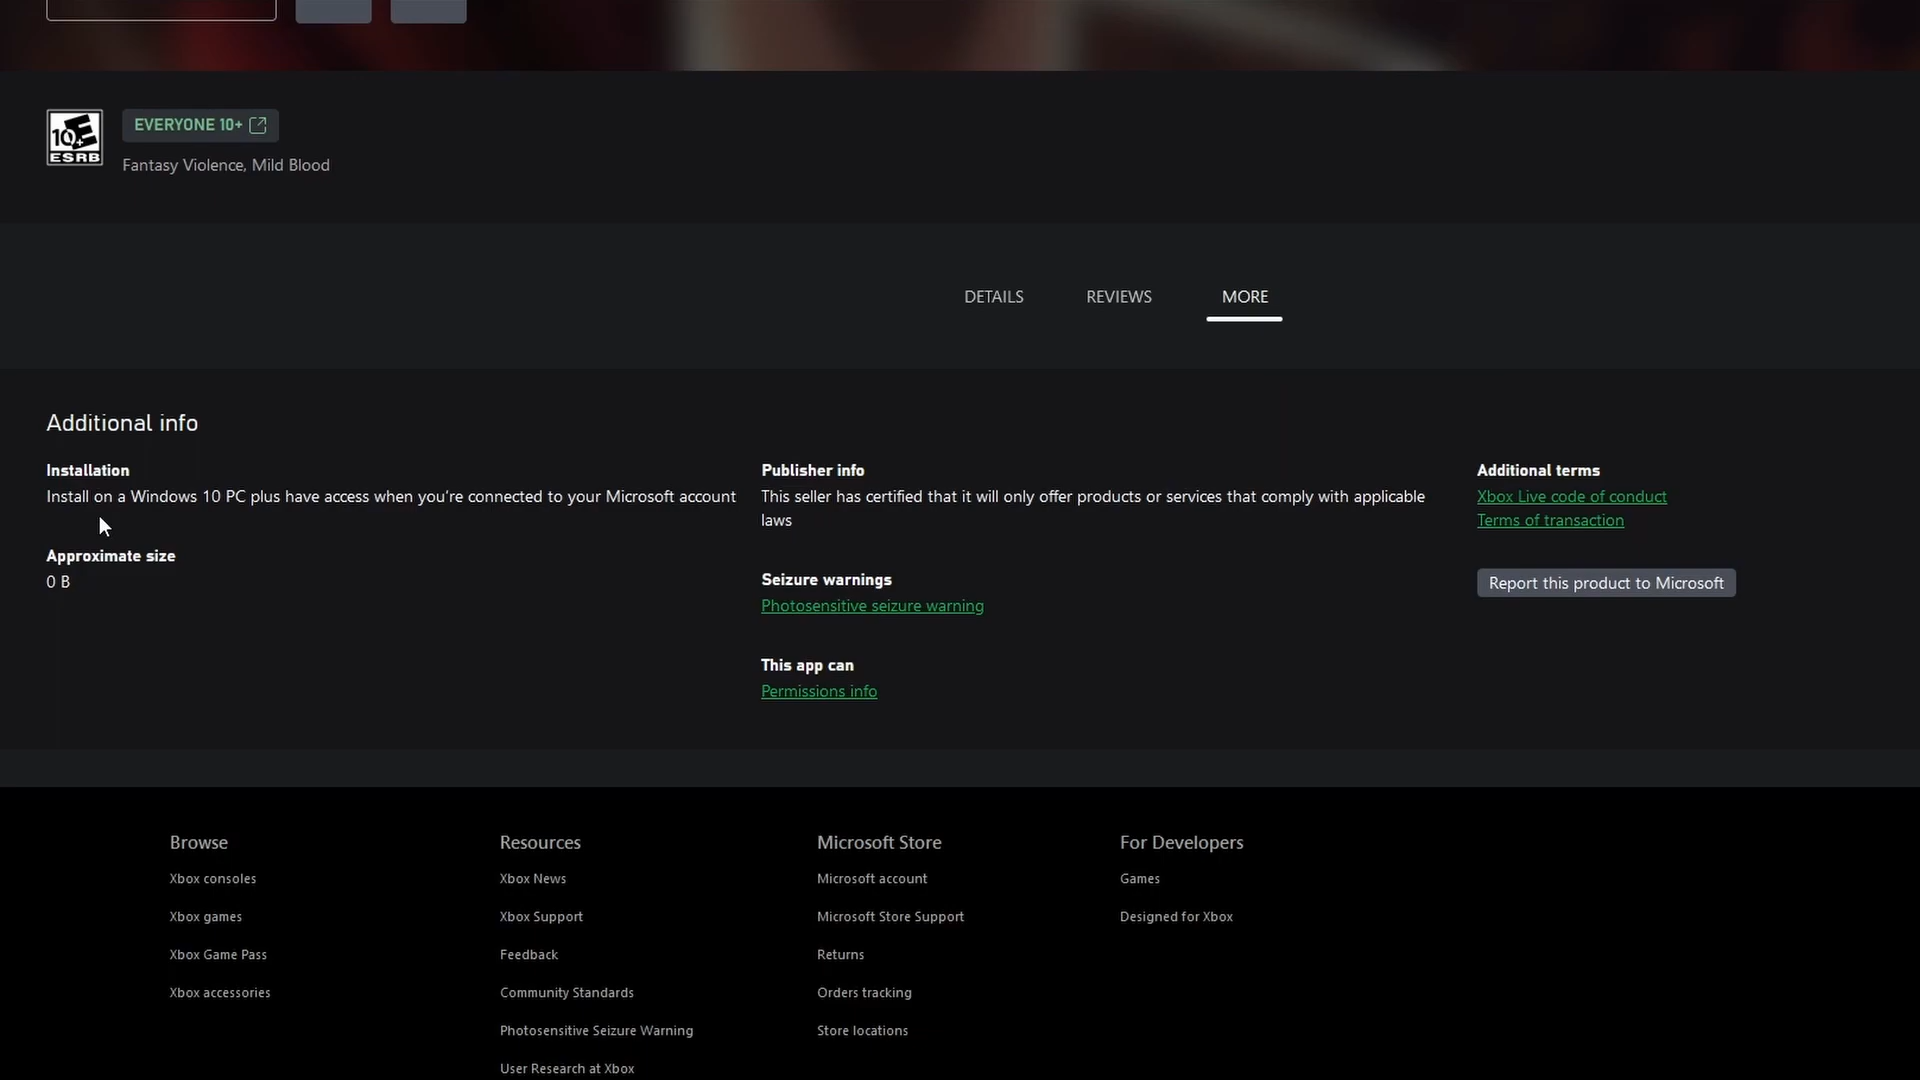 10+
E
ESRB
EVERYONE 10+
Fantasy Violence, Mild Blood
DETAILS
REVIEWS
MORE
Additional info
Installation
Install on a Windows 10 PC plus have access when you're connected to your Microsoft account
Approximate size
0 B
Publisher info
This seller has certified that it will only offer products or services that comply with applicable
laws
Seizure warnings
Photosensitive seizure warning
This app can
Permissions info
Additional terms
Xbox Live code of conduct
Terms of transaction
Report this product to Microsoft
Browse
Xbox consoles
Xbox games
Xbox Game Pass
Xbox accessories
Resources
Xbox News
Xbox Support
Feedback
Community Standards
Photosensitive Seizure Warning
User Research at Xbox
Microsoft Store
Microsoft account
Microsoft Store Support
Returns
Orders tracking
Store locations
For Developers
Games
Designed for Xbox